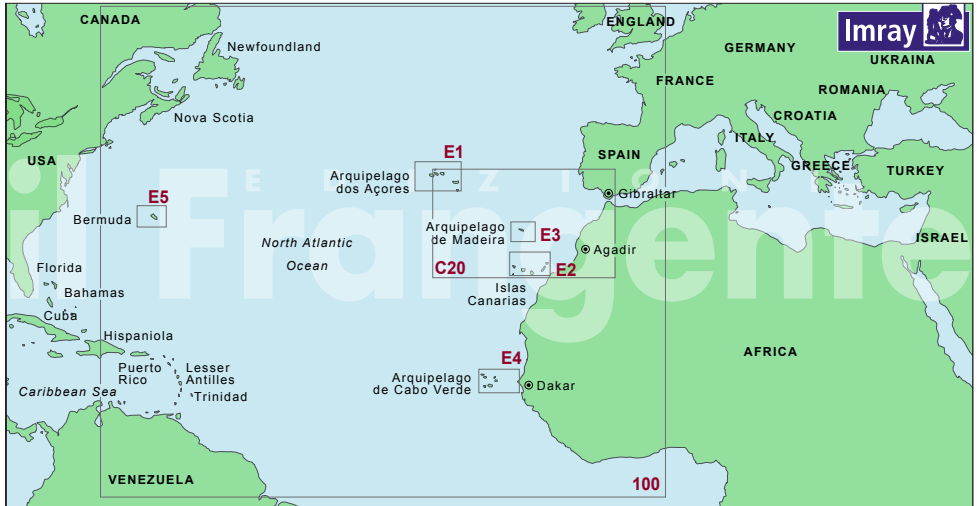 CANADA
ENGLAND
Imray
GERMANY
Newfoundland
UKRAINA
FRANCE
ROMANIA
Nova Scotia
CROATIA
ITALY
USA
E1
SPAIN
GREECE
TURKEY
Arquipelago
dos Açores
EDIZIONI
il Frangente
Gibraltar
E5
Bermuda
Arquipelago
de Madeira
E3
ISRAEL
North Atlantic
Ocean
Agadir
C20
E2
Islas
Canarias
Florida
Bahamas
Cuba
Hispaniola
AFRICA
E4
Puerto
Rico
Lesser
Antilles
Trinidad
Arquipelago
de Cabo Verde
Dakar
Caribbean Sea
VENEZUELA
100